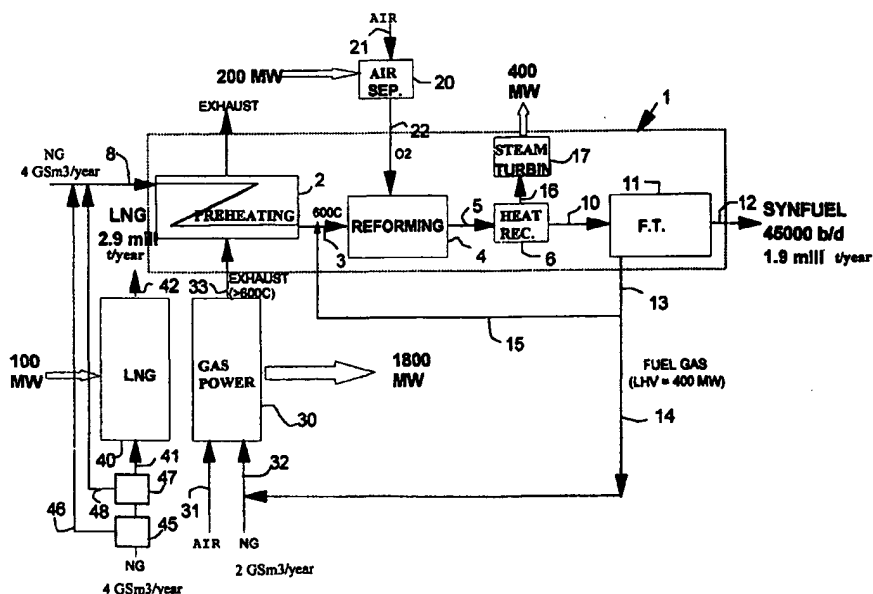 AIR
21
200 MW
AIR
SEP.
20
400
MW
EXHAUST
1
22
NG
4 GSm3/year
8
O2
STEAM
TURBIN
17
2
11
12
PREHEATING
600C
REFORMING
5
16
10
LNG
2.9 mill
t/year
HEAT
REC.
F.T.
SYNFUEL
45000 b/d
1.9 mill t/year
3
4
6
33
EXHAUST
(>600C)
42
13
15
100
MW
LNG
GAS
POWER
1800
MW
FUEL GAS
(LHV = 400 MW)
30
14
40
41
32
47
46
48
31
45
NG
AIR
NG
4 GSm3/year
2 GSm3/year